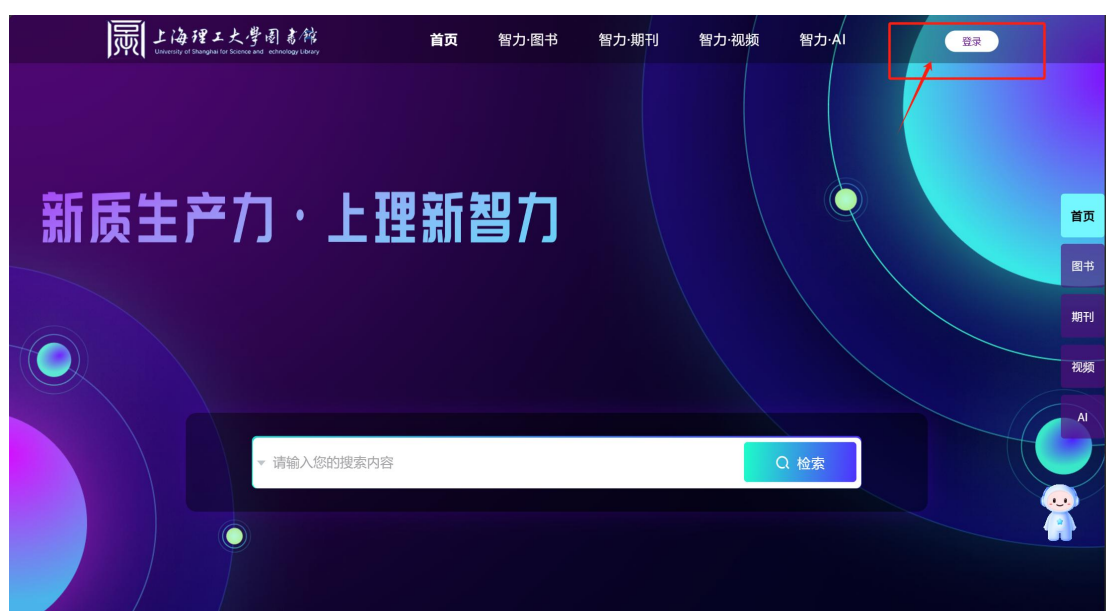 上海理工大學图書館
University of Shanghai for Science and echnology Library
首页
智力·图书
智力·期刊
智力·视频
智力·AI
登录
新质生产力·上理新智力
首页
图书
期刊
视频
AI
请输入您的搜索内容
检索